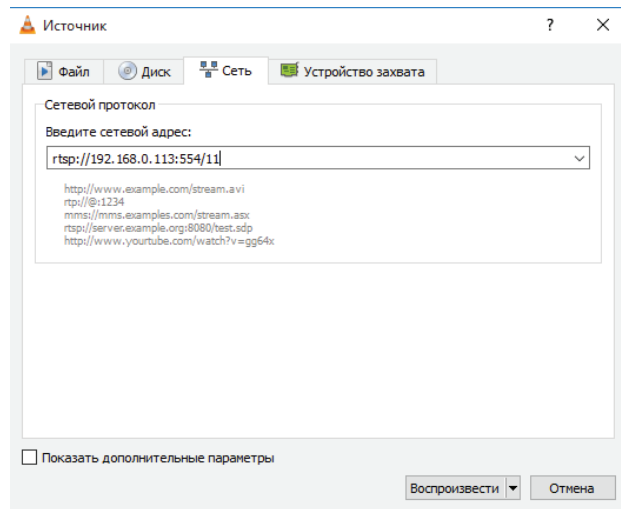 Источник
?
Файл
Диск
Сеть
Устройство захвата
Сетевой протокол
Введите сетевой адрес:
rtsp://192.168.0.113:554/11
http://www.example.com/stream.avi
rtp://@:1234
mms://mms.examples.com/stream.asx
rtsp://server.example.org:8080/test.sdp
http://www.yourtube.com/watch?v=gg64x
Показать дополнительные параметры
Воспроизвести
Отмена